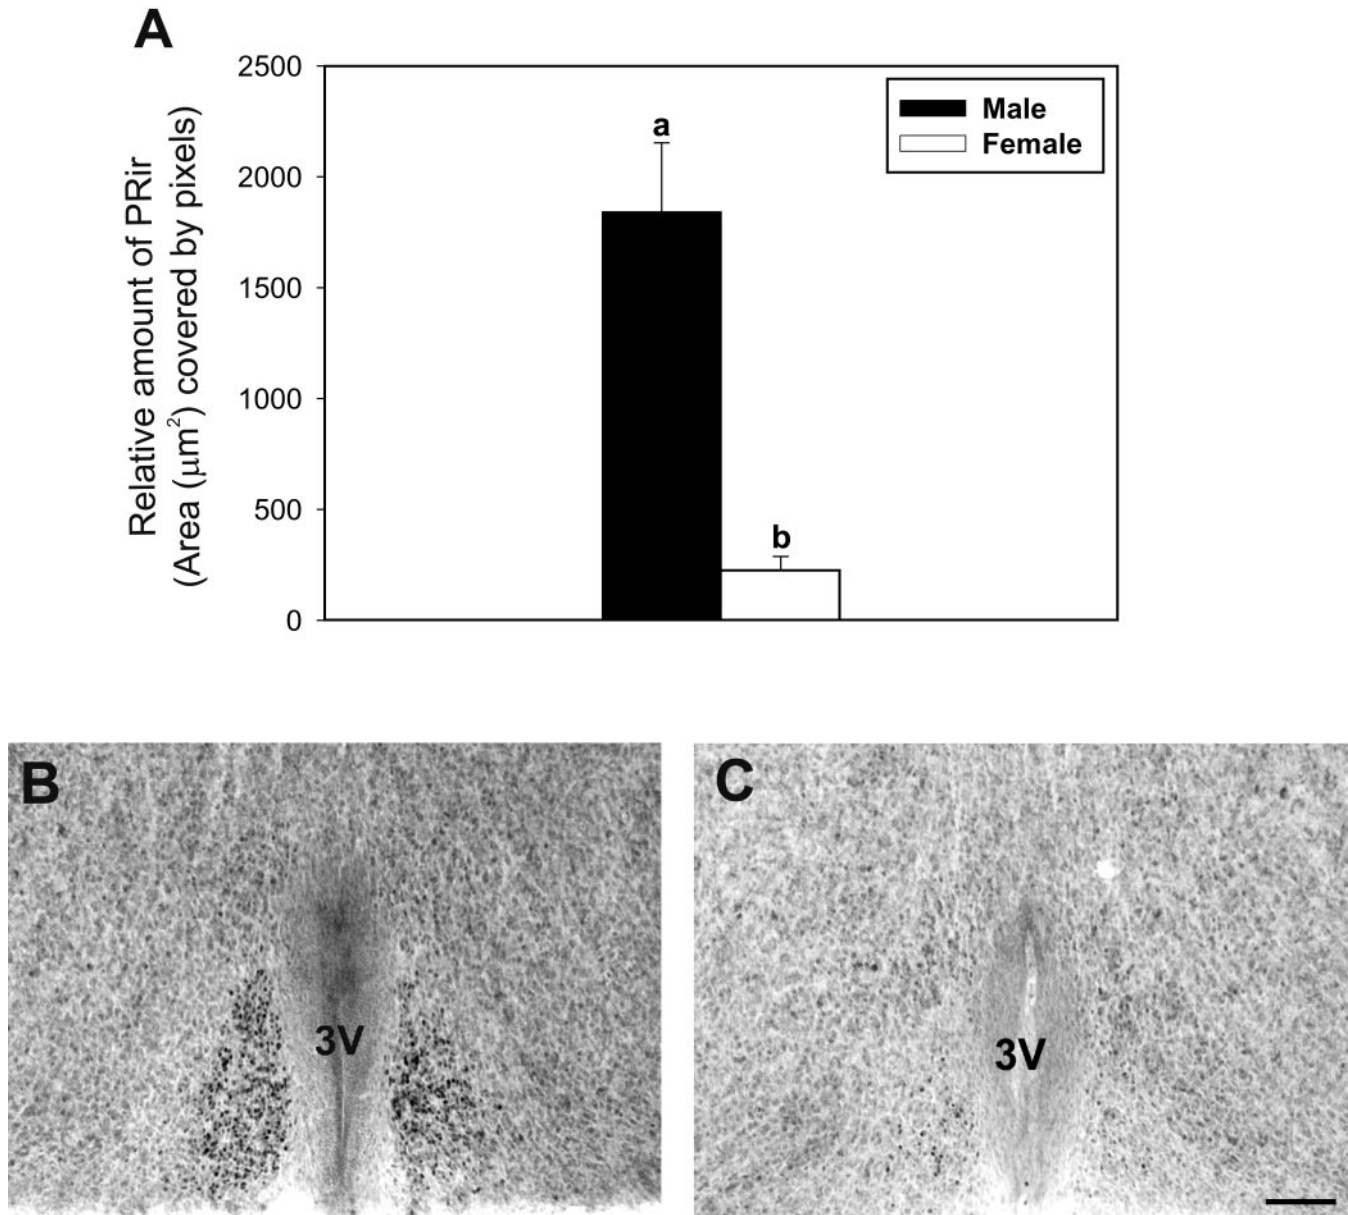 A
2500
2000
1500
1000
500
0
Relative amount of PRir
(Area (μm²) covered by pixels)
Male
Female
a
b
B
3V
C
3V